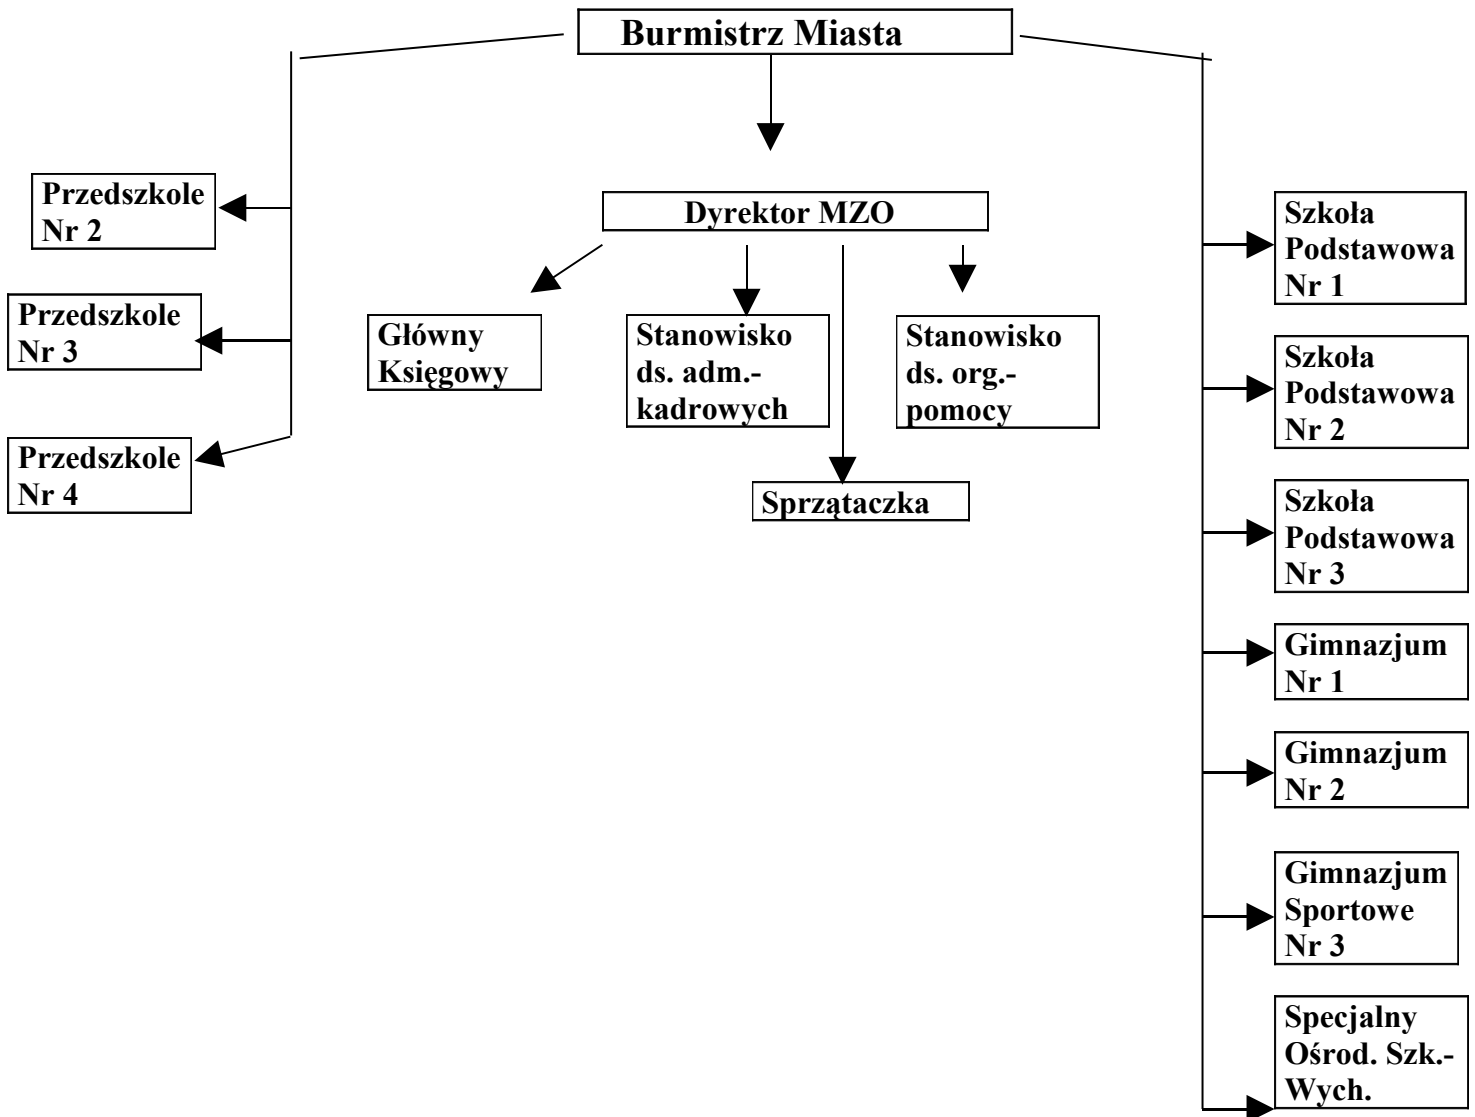 Burmistrz Miasta
Przedszkole
Nr 2
Przedszkole
Nr 3
Przedszkole
Nr 4
Dyrektor MZO
Główny
Księgowy
Stanowisko
ds. adm.-
kadrowych
Stanowisko
ds. org.-
pomocy
Sprzątaczka
Szkoła
Podstawowa
Nr 1
Szkoła
Podstawowa
Nr 2
Szkoła
Podstawowa
Nr 3
Gimnazjum
Nr 1
Gimnazjum
Nr 2
Gimnazjum
Sportowe
Nr 3
Specjalny
Ośrod. Szk.-
Wych.